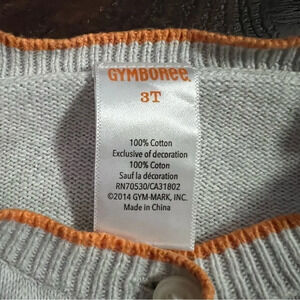 GYMBOREE
3T
100% Cotton
Exclusive of decoration
100% Coton
Sauf la décoration
RN70530/CA31802
©2014 GYM-MARK, INC.
Made in China